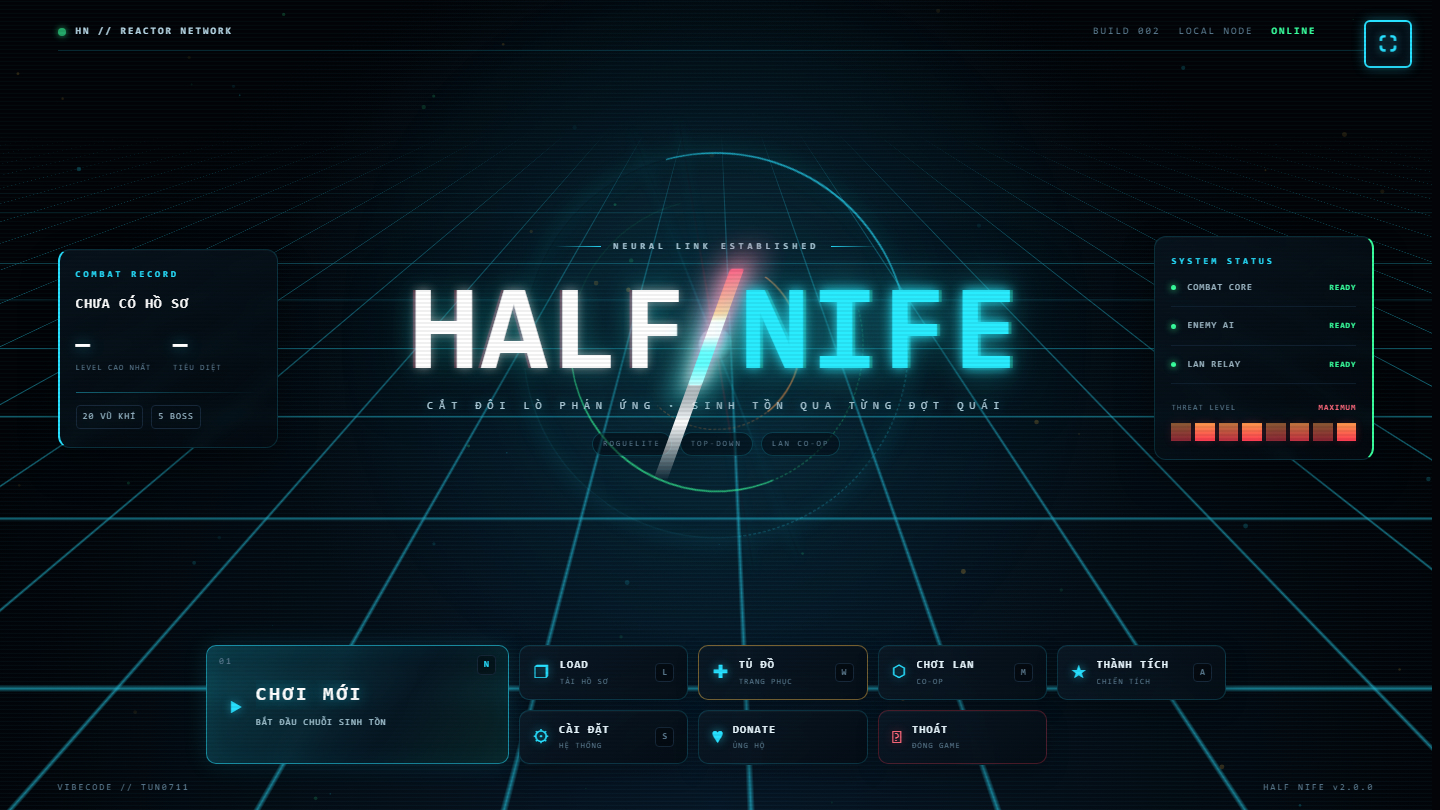 HN // REACTOR NETWORK
BUILD 002 LOCAL NODE ONLINE
NEURAL LINK ESTABLISHED
HALF/NIFE
CẮT ĐÔI LÒ PHẢN ỨNG · SINH TỒN QUA TỪNG ĐỢT QUÁI
ROGUELITE TOP-DOWN LAN CO-OP
COMBAT RECORD
CHƯA CÓ HỒ SƠ
— —
LEVEL CAO NHẤT TIÊU DIỆT
20 VŨ KHÍ 5 BOSS
SYSTEM STATUS
COMBAT CORE READY
ENEMY AI READY
LAN RELAY READY
THREAT LEVEL MAXIMUM
01 N
CHƠI MỚI
BẮT ĐẦU CHUỖI SINH TỒN
LOAD L
TẢI HỒ SƠ
TỦ ĐỒ W
TRANG PHỤC
CHƠI LAN M
CO-OP
THÀNH TÍCH A
CHIẾN TÍCH
CÀI ĐẶT S
HỆ THỐNG
DONATE
ỦNG HỘ
THOÁT
ĐÓNG GAME
VIBECODE // TUN0711
HALF NIFE v2.0.0